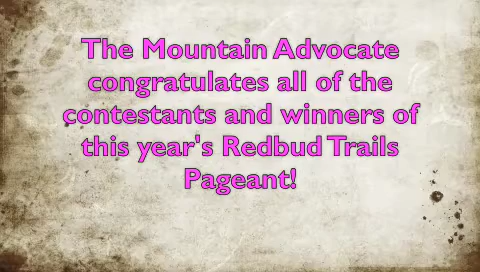 The Mountain Advocate
congratulates all of the
contestants and winners of
this year's Redbud Trails
Pageant!